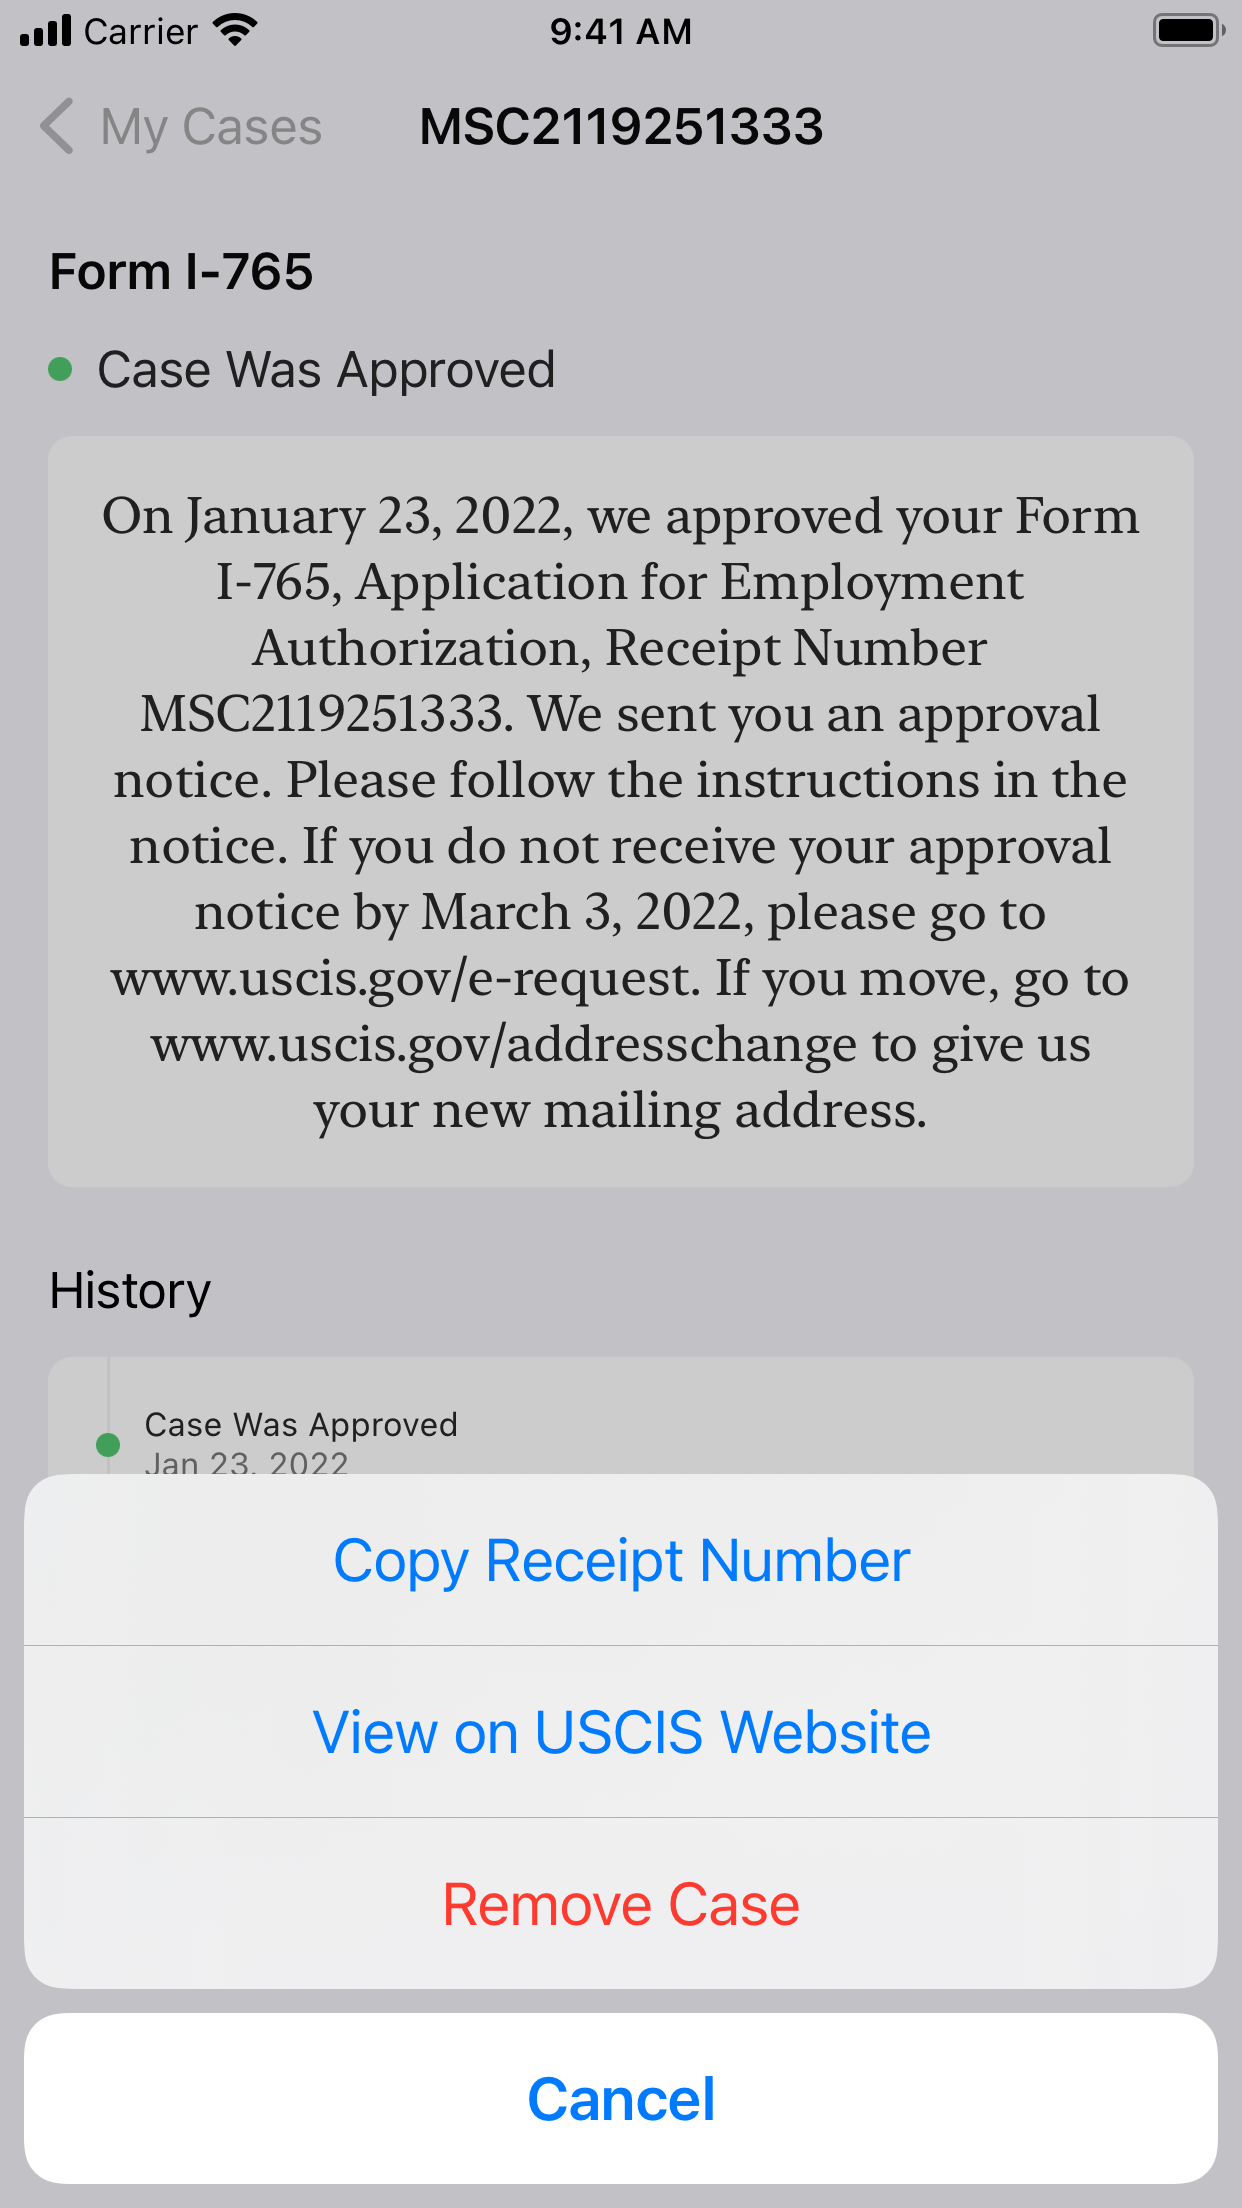 Carrier 9:41 AM
My Cases MSC2119251333
Form I-765
Case Was Approved
On January 23, 2022, we approved your Form
I-765, Application for Employment
Authorization, Receipt Number
MSC2119251333. We sent you an approval
notice. Please follow the instructions in the
notice. If you do not receive your approval
notice by March 3, 2022, please go to
www.uscis.gov/e-request. If you move, go to
www.uscis.gov/addresschange to give us
your new mailing address.
History
Case Was Approved
Jan 23, 2022
Copy Receipt Number
View on USCIS Website
Remove Case
Cancel